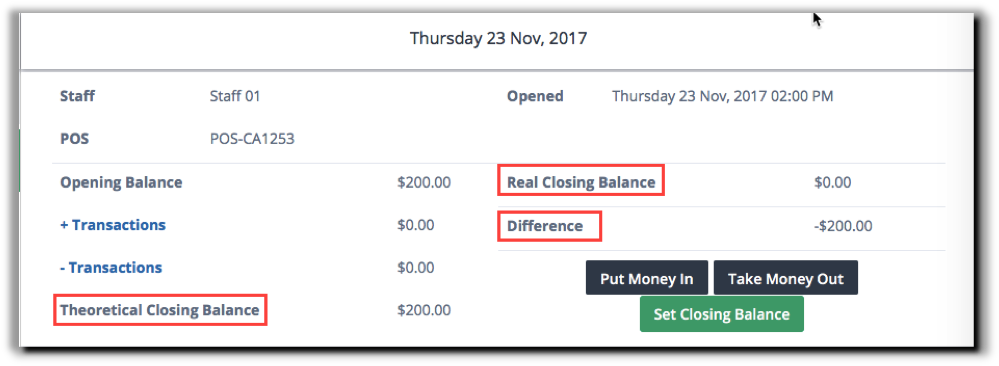 Thursday 23 Nov, 2017
Staff Staff 01 Opened Thursday 23 Nov, 2017 02:00 PM
POS POS-CA1253
Opening Balance $200.00 Real Closing Balance $0.00
+ Transactions $0.00 Difference -$200.00
- Transactions $0.00 Put Money In Take Money Out
Theoretical Closing Balance $200.00 Set Closing Balance